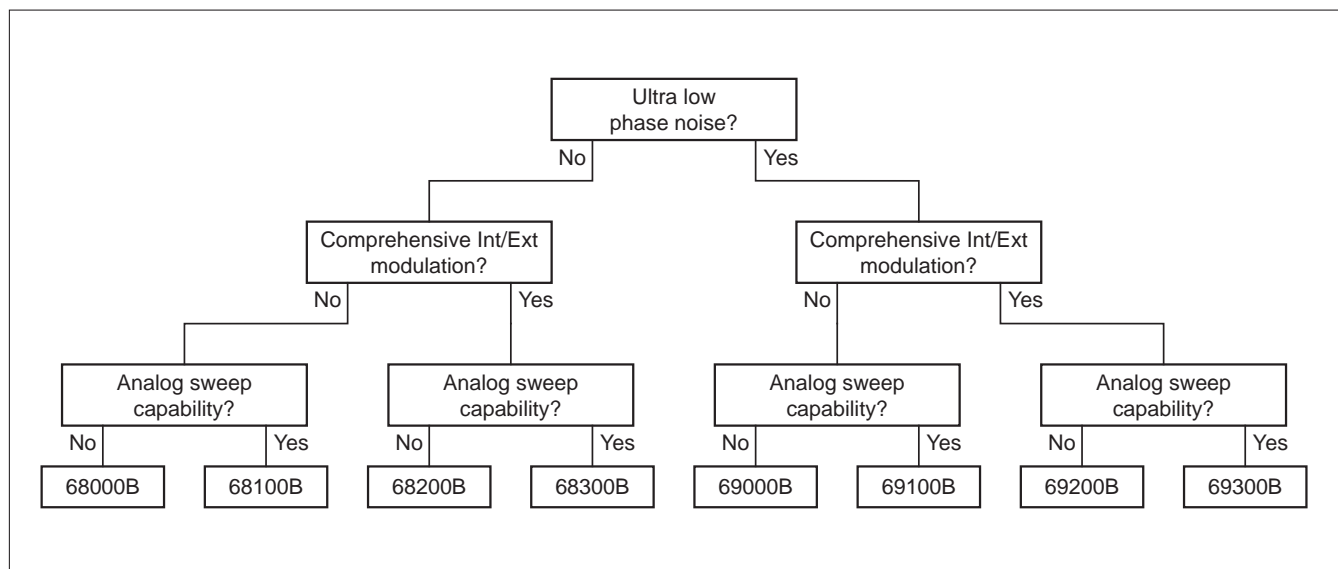 Ultra low
phase noise?
No
Yes
Comprehensive Int/Ext
modulation?
Comprehensive Int/Ext
modulation?
No
Yes
No
Yes
Analog sweep
capability?
Analog sweep
capability?
Analog sweep
capability?
Analog sweep
capability?
No
Yes
No
Yes
No
Yes
No
Yes
68000B
68100B
68200B
68300B
69000B
69100B
69200B
69300B